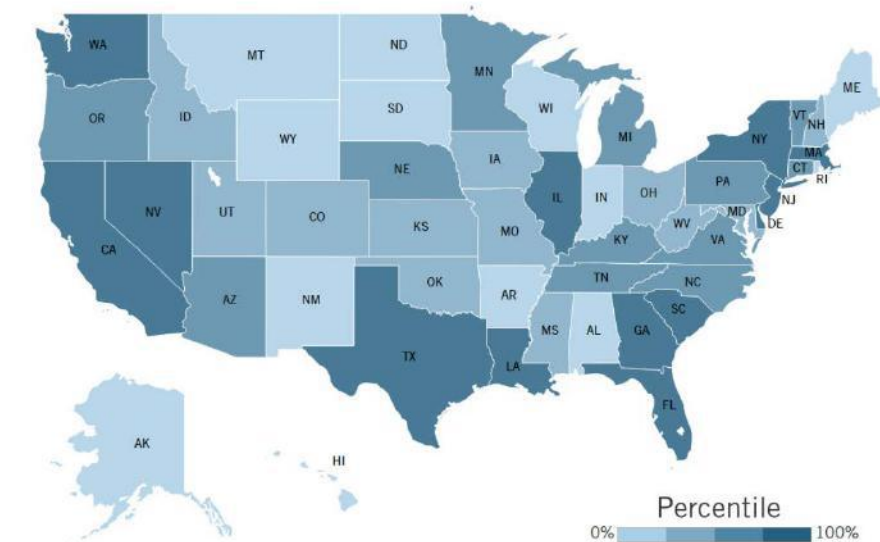 WA
MT
ND
MN
ME
OR
ID
SD
WI
VT
NH
WY
MI
NY
MA
CT
RI
IA
NE
PA
NJ
NV
UT
CO
IL
IN
OH
MD
DE
KS
MO
WV
VA
CA
KY
OK
TN
NC
AZ
NM
AR
SC
MS
AL
GA
TX
LA
FL
AK
HI
Percentile
0% 100%